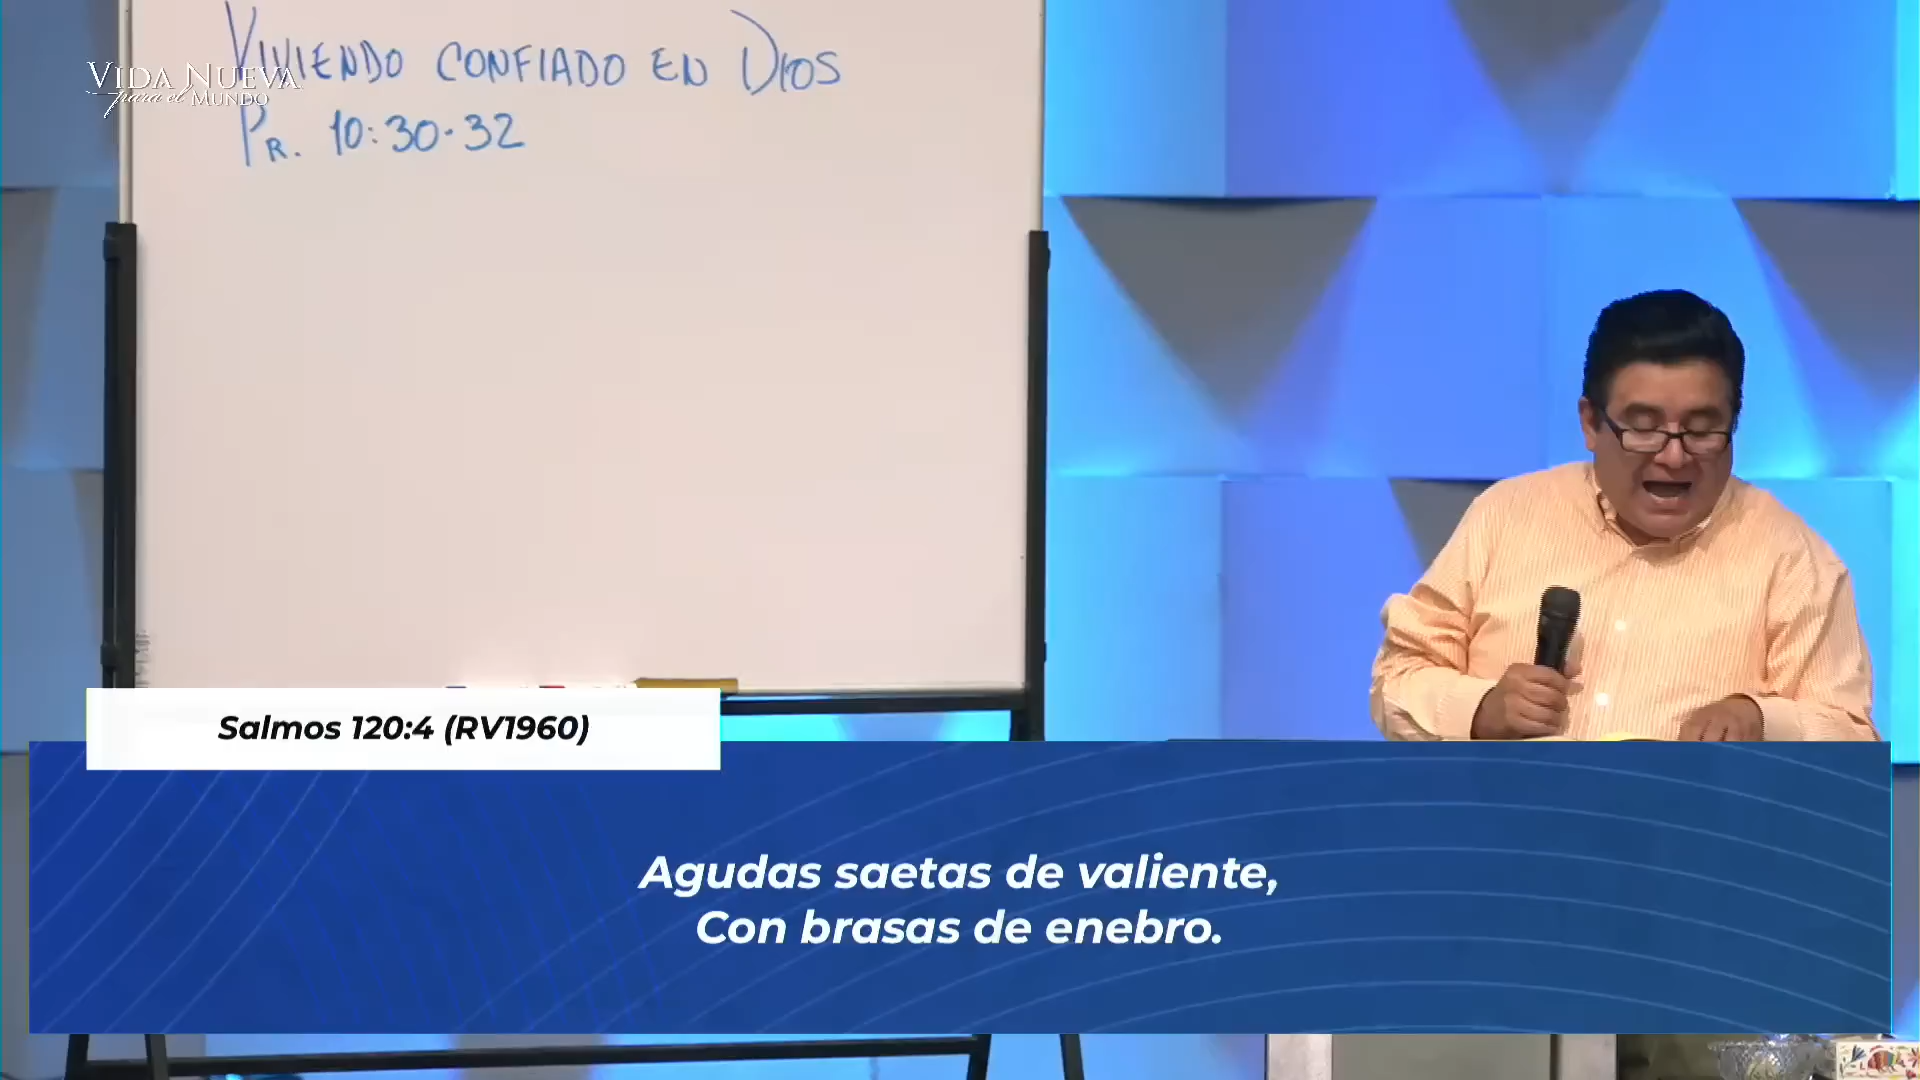 VIVIENDO CONFIADO EN DIOS
PR. 10:30-32
VIDA NUEVA
para el MUNDO
Salmos 120:4 (RV1960)
Agudas saetas de valiente,
Con brasas de enebro.